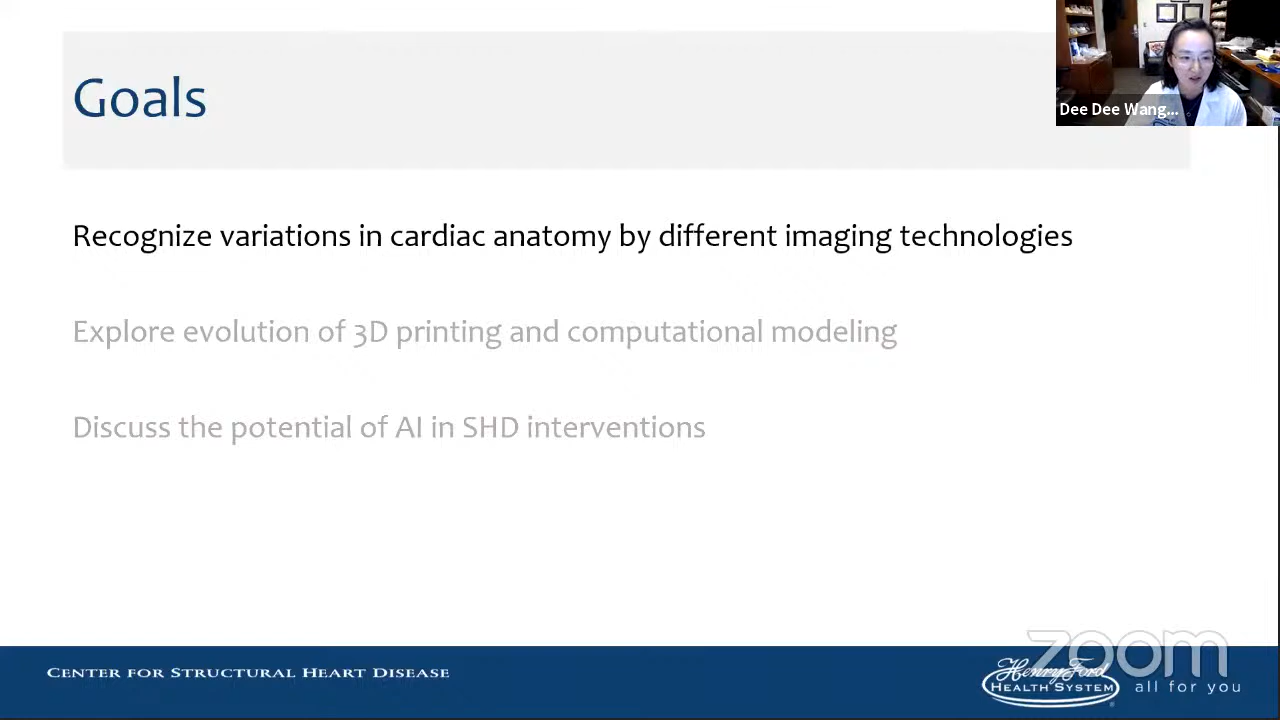 Goals
Dee Dee Wang...
Recognize variations in cardiac anatomy by different imaging technologies
Explore evolution of 3D printing and computational modeling
Discuss the potential of AI in SHD interventions
zoom
CENTER FOR STRUCTURAL HEART DISEASE
Henry Ford
HEALTH SYSTEM
all for you